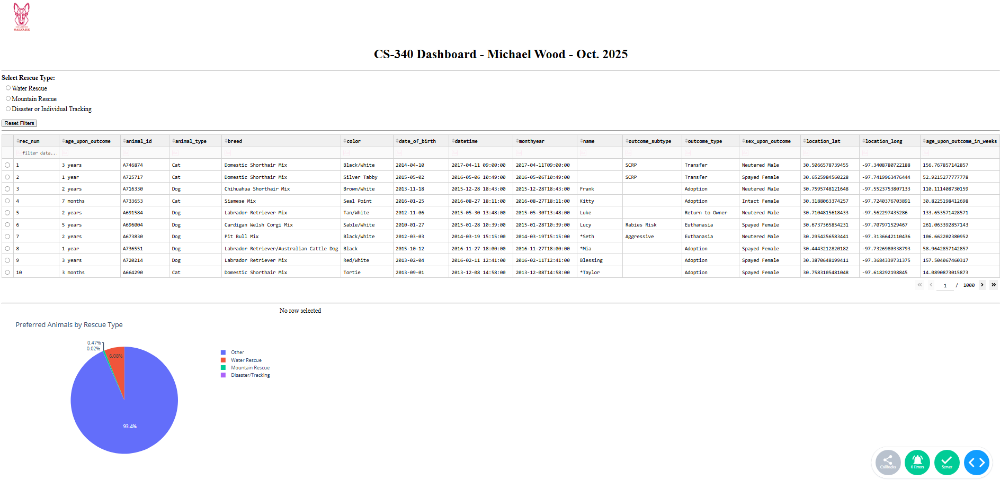 SALVARE
CS-340 Dashboard - Michael Wood - Oct. 2025
Select Rescue Type:
Water Rescue
Mountain Rescue
Disaster or Individual Tracking
Reset Filters
rec_num age_upon_outcome animal_id animal_type breed color date_of_birth datetime monthyear name outcome_subtype outcome_type sex_upon_outcome location_lat location_long age_upon_outcome_in_weeks
filter data..
1 3 years A746874 Cat Domestic Shorthair Mix Black/White 2014-04-10 2017-04-11 09:00:00 2017-04-11T09:00:00 SCRP Transfer Neutered Male 30.5066578739455 -97.3408780722188 156.767857142857
2 1 year A725717 Cat Domestic Shorthair Mix Silver Tabby 2015-05-02 2016-05-06 10:49:00 2016-05-06T10:49:00 SCRP Transfer Spayed Female 30.6525984560228 -97.7419963476444 52.9215277777778
3 2 years A716330 Dog Chihuahua Shorthair Mix Brown/White 2013-11-18 2015-12-28 18:43:00 2015-12-28T18:43:00 Frank Adoption Neutered Male 30.7595748121648 -97.5523753807133 110.111408730159
4 7 months A733653 Cat Siamese Mix Seal Point 2016-01-25 2016-08-27 18:11:00 2016-08-27T18:11:00 Kitty Adoption Intact Female 30.3188063374257 -97.7240376703891 30.8225198412698
5 2 years A691584 Dog Labrador Retriever Mix Tan/White 2012-11-06 2015-05-30 13:48:00 2015-05-30T13:48:00 Luke Return to Owner Neutered Male 30.7104815618433 -97.562297435286 133.653571428571
6 5 years A696004 Dog Cardigan Welsh Corgi Mix Sable/White 2010-01-27 2015-01-28 10:39:00 2015-01-28T10:39:00 Lucy Rabies Risk Euthanasia Spayed Female 30.6737365854231 -97.707971529467 261.063392857143
7 2 years A673830 Dog Pit Bull Mix Black/White 2012-03-03 2014-03-19 15:15:00 2014-03-19T15:15:00 *Seth Aggressive Euthanasia Neutered Male 30.2954256583441 -97.3136642110436 106.662202380952
8 1 year A736551 Dog Labrador Retriever/Australian Cattle Dog Black 2015-10-12 2016-11-27 18:00:00 2016-11-27T18:00:00 *Mia Adoption Spayed Female 30.4443212820182 -97.7326980338793 58.9642857142857
9 3 years A720214 Dog Labrador Retriever Mix Red/White 2013-02-04 2016-02-11 12:41:00 2016-02-11T12:41:00 Blessing Adoption Spayed Female 30.3870648199411 -97.3684339731375 157.504067460317
10 3 months A664290 Cat Domestic Shorthair Mix Tortie 2013-09-01 2013-12-08 14:58:00 2013-12-08T14:58:00 *Taylor Adoption Spayed Female 30.7583105481048 -97.618292198845 14.0890873015873
1 / 1000
No row selected
Preferred Animals by Rescue Type
0.47%
0.02%
6.08%
93.4%
Other
Water Rescue
Mountain Rescue
Disaster/Tracking
Callbacks
0 Errors
Server